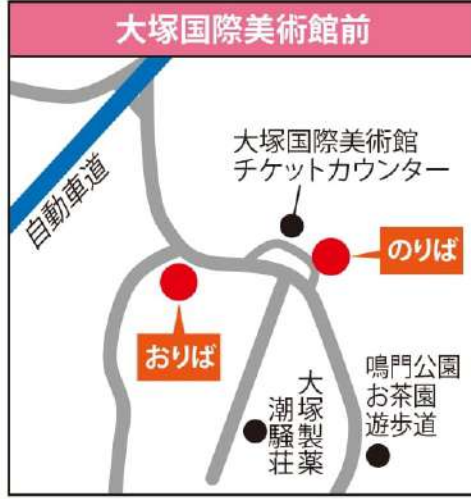 大塚国際美術館前
自動車道
大塚国際美術館
チケットカウンター
のりば
おりば
大塚製薬
潮騒荘
鳴門公園
お茶園
遊歩道